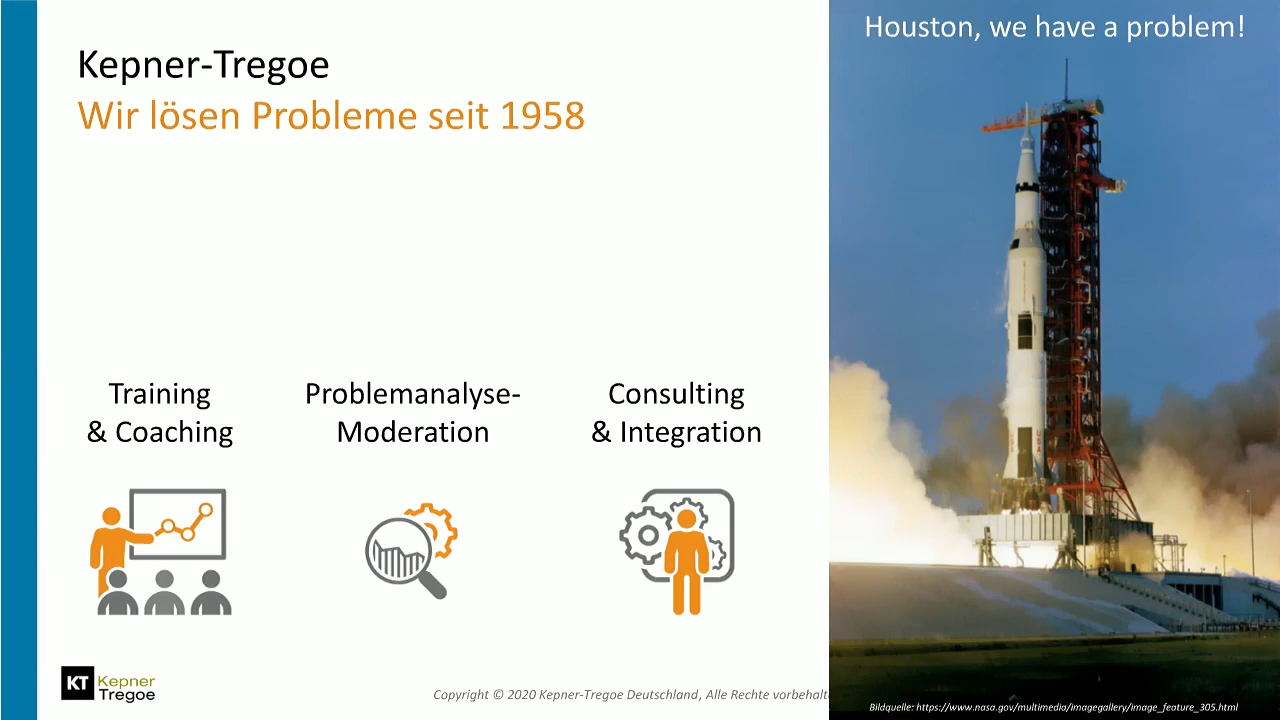 Houston, we have a problem!
Kepner-Tregoe
Wir lösen Probleme seit 1958
Training
& Coaching
Problemanalyse-
Moderation
Consulting
& Integration
USA
KT Kepner
Tregoe
Copyright © 2020 Kepner-Tregoe Deutschland, Alle Rechte
Bildquelle: https://www.nasa.gov/multimedia/imagegallery/image_feature_305.html